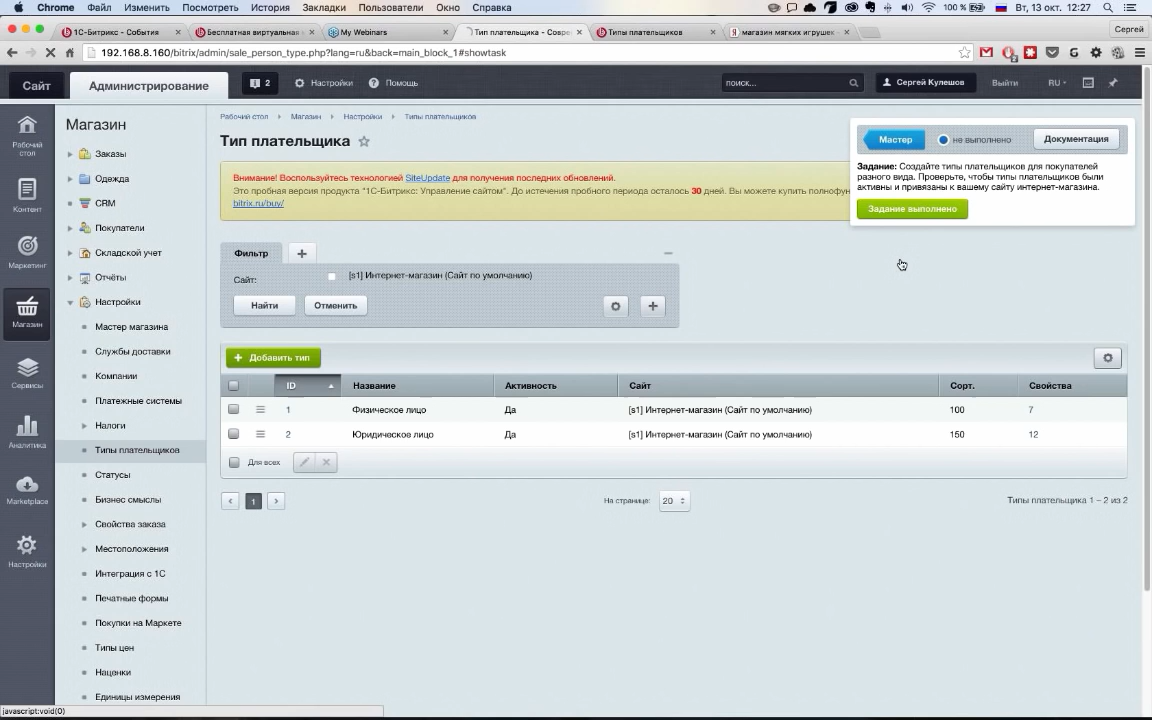 Chrome Файл Посмотреть История Закладки Пользователи Окно Справка 100 % Вт, 13 окт. 12:27
1С-Битрикс - События × Бесплатная виртуальная × My Webinars × Тип плательщика - Совре × Типы плательщиков × магазин мягких игрушек × Сергей
192.168.8.160/bitrix/admin/sale_person_type.php?lang=ru&back=main_block_1#showtask
Сайт Администрирование 2 Настройки Помощь поиск... Сергей Кулешов Выйти RU
Рабочий стол
Контент
Маркетинг
Магазин
Сервисы
Аналитика
Marketplace
Настройки
Магазин
Заказы
Одежда
CRM
Покупатели
Складской учет
Отчёты
Настройки
Мастер магазина
Службы доставки
Компании
Платежные системы
Налоги
Типы плательщиков
Статусы
Бизнес смыслы
Свойства заказа
Местоположения
Интеграция с 1С
Печатные формы
Покупки на Маркете
Типы цен
Наценки
Единицы измерения
Рабочий стол Магазин Настройки Типы плательщиков
Тип плательщика
Внимание! Воспользуйтесь технологией SiteUpdate для получения последних обновлений.
Это пробная версия продукта "1С-Битрикс: Управление сайтом". До истечения пробного периода осталось 30 дней. Вы можете купить полнофун
bitrix.ru/buy/
Мастер не выполнено Документация
Задание: Создайте типы плательщиков для покупателей
разного вида. Проверьте, чтобы типы плательщиков были
активны и привязаны к вашему сайту интернет-магазина.
Задание выполнено
Фильтр +
Сайт: [s1] Интернет-магазин (Сайт по умолчанию)
Найти Отменить
+ Добавить тип
ID Название Активность Сайт Сорт. Свойства
1 Физическое лицо Да [s1] Интернет-магазин (Сайт по умолчанию) 100 7
2 Юридическое лицо Да [s1] Интернет-магазин (Сайт по умолчанию) 150 12
Для всех
1 На странице: 20 Типы плательщика 1 – 2 из 2
javascript:void(0)